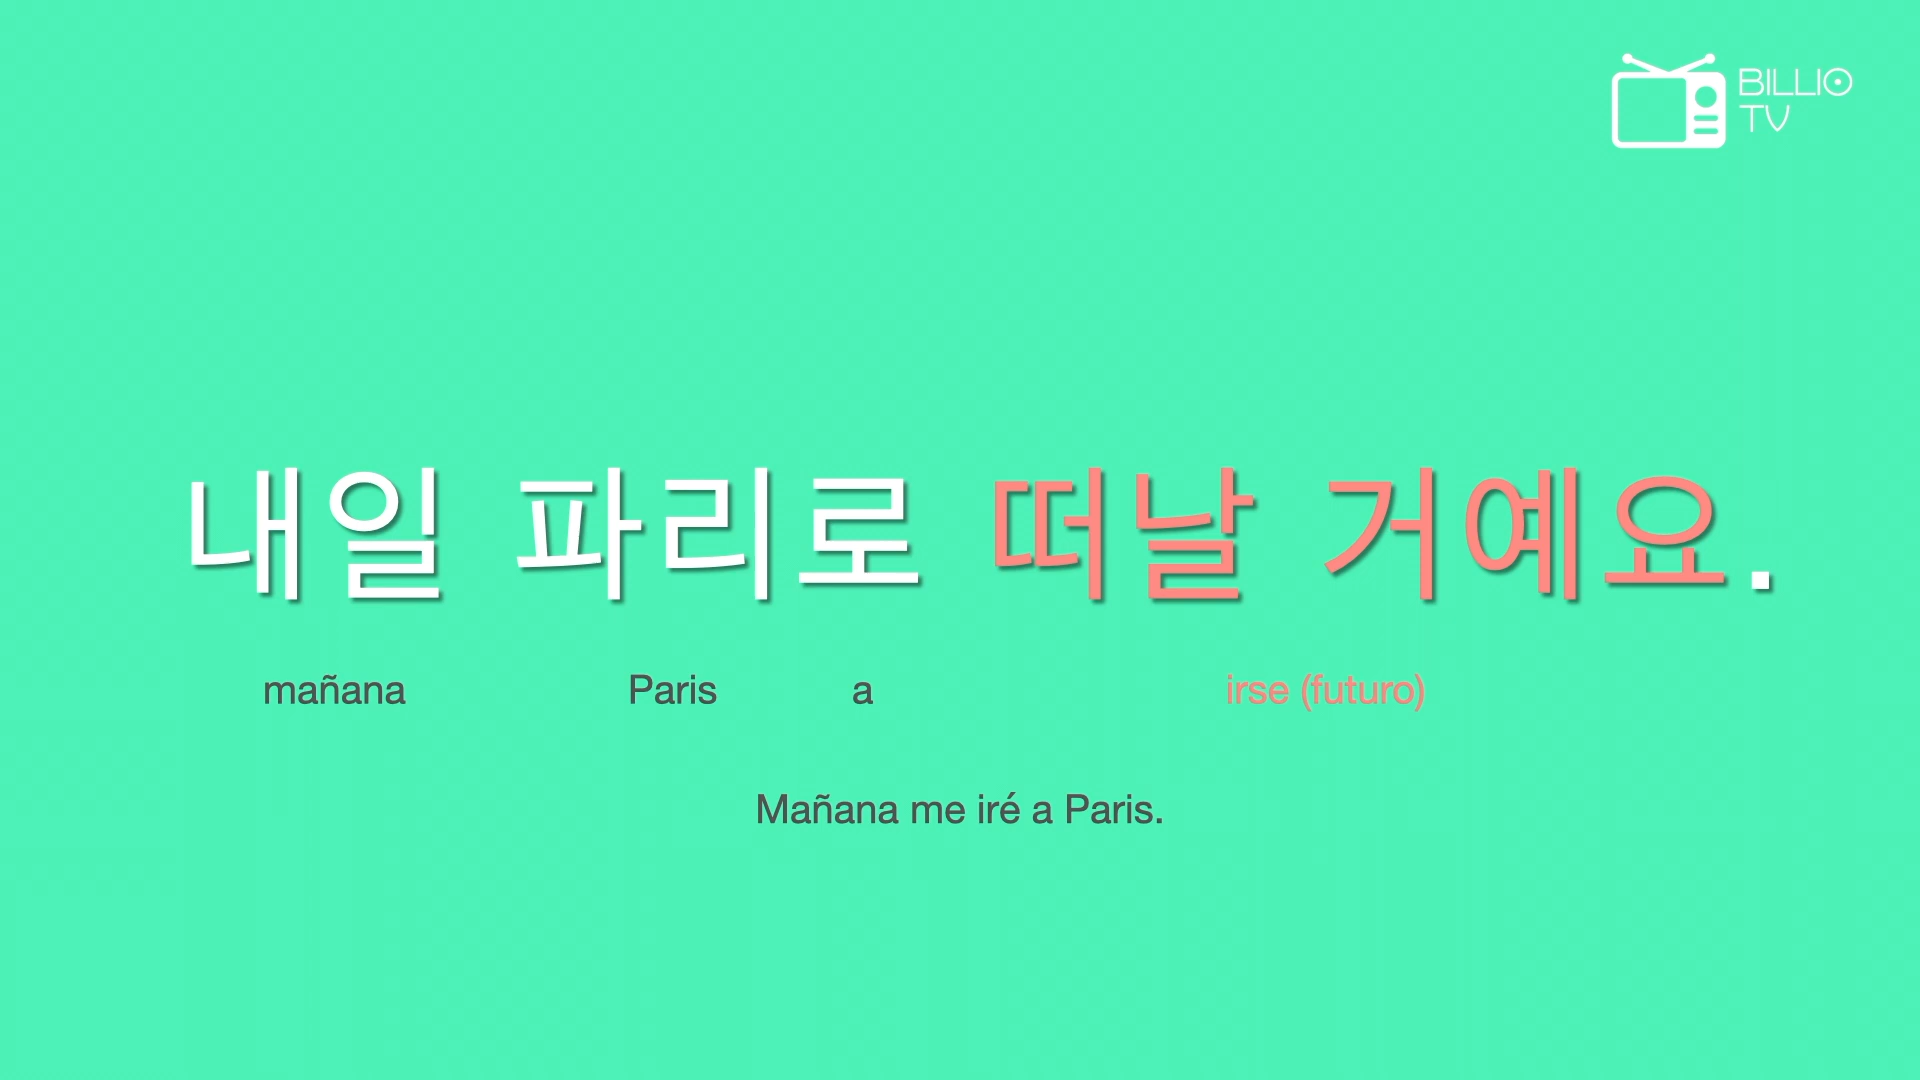 BILLIO
TV
내일 파리로 떠날 거예요.
mañana Paris a irse (futuro)
Mañana me iré a Paris.